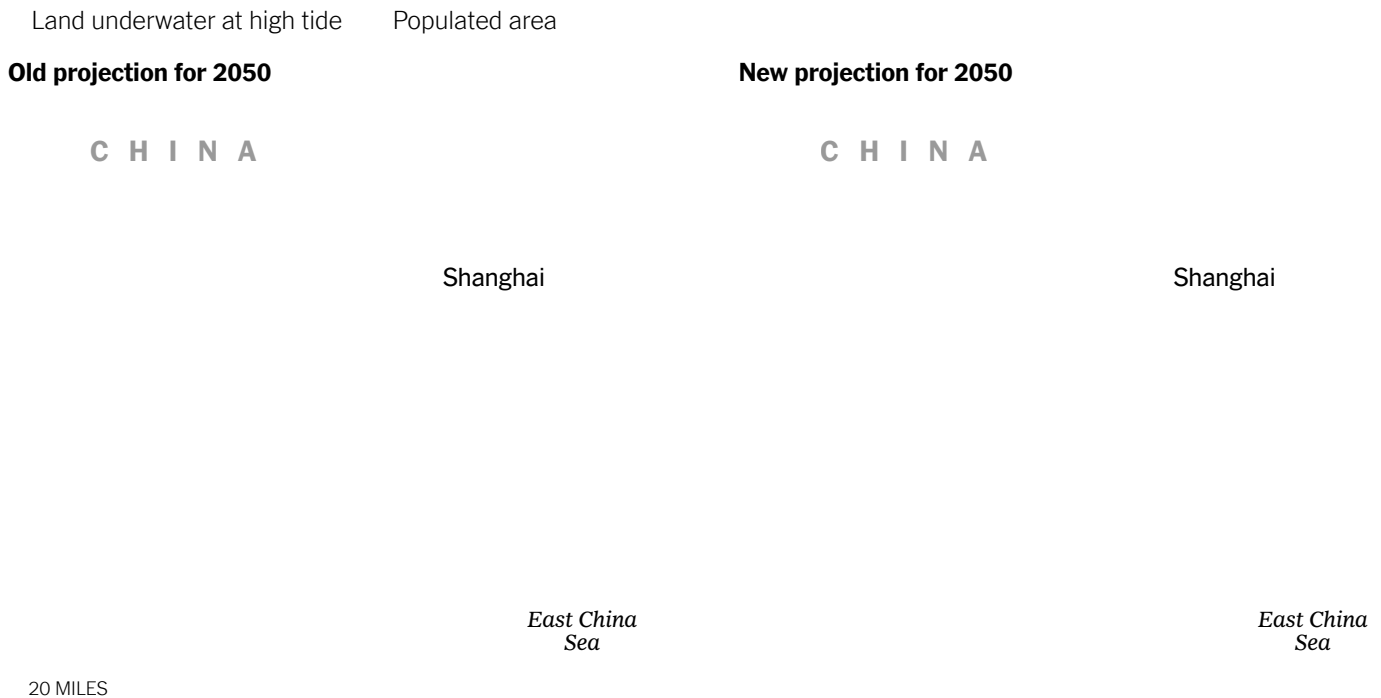 Land underwater at high tide Populated area
Old projection for 2050
New projection for 2050
C H I N A
C H I N A
Shanghai
Shanghai
East China
Sea
East China
Sea
20 MILES